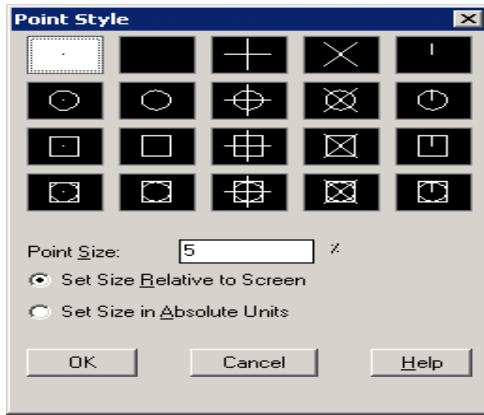 Point Style
Point Size: 5 %
Set Size Relative to Screen
Set Size in Absolute Units
OK Cancel Help